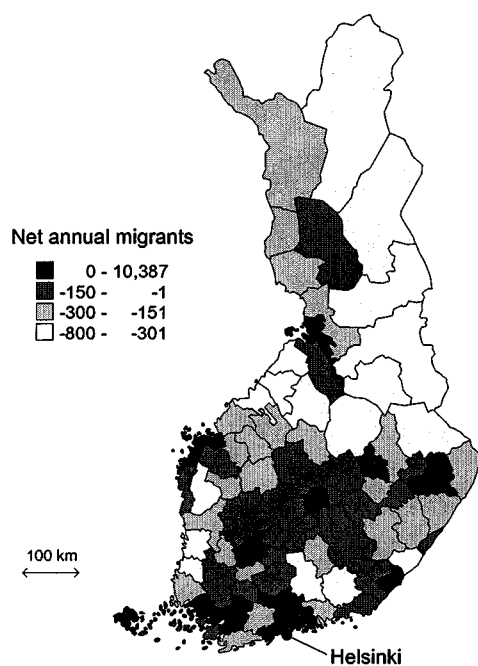 Net annual migrants
0 - 10,387
-150 - -1
-300 - -151
-800 - -301
100 km
Helsinki